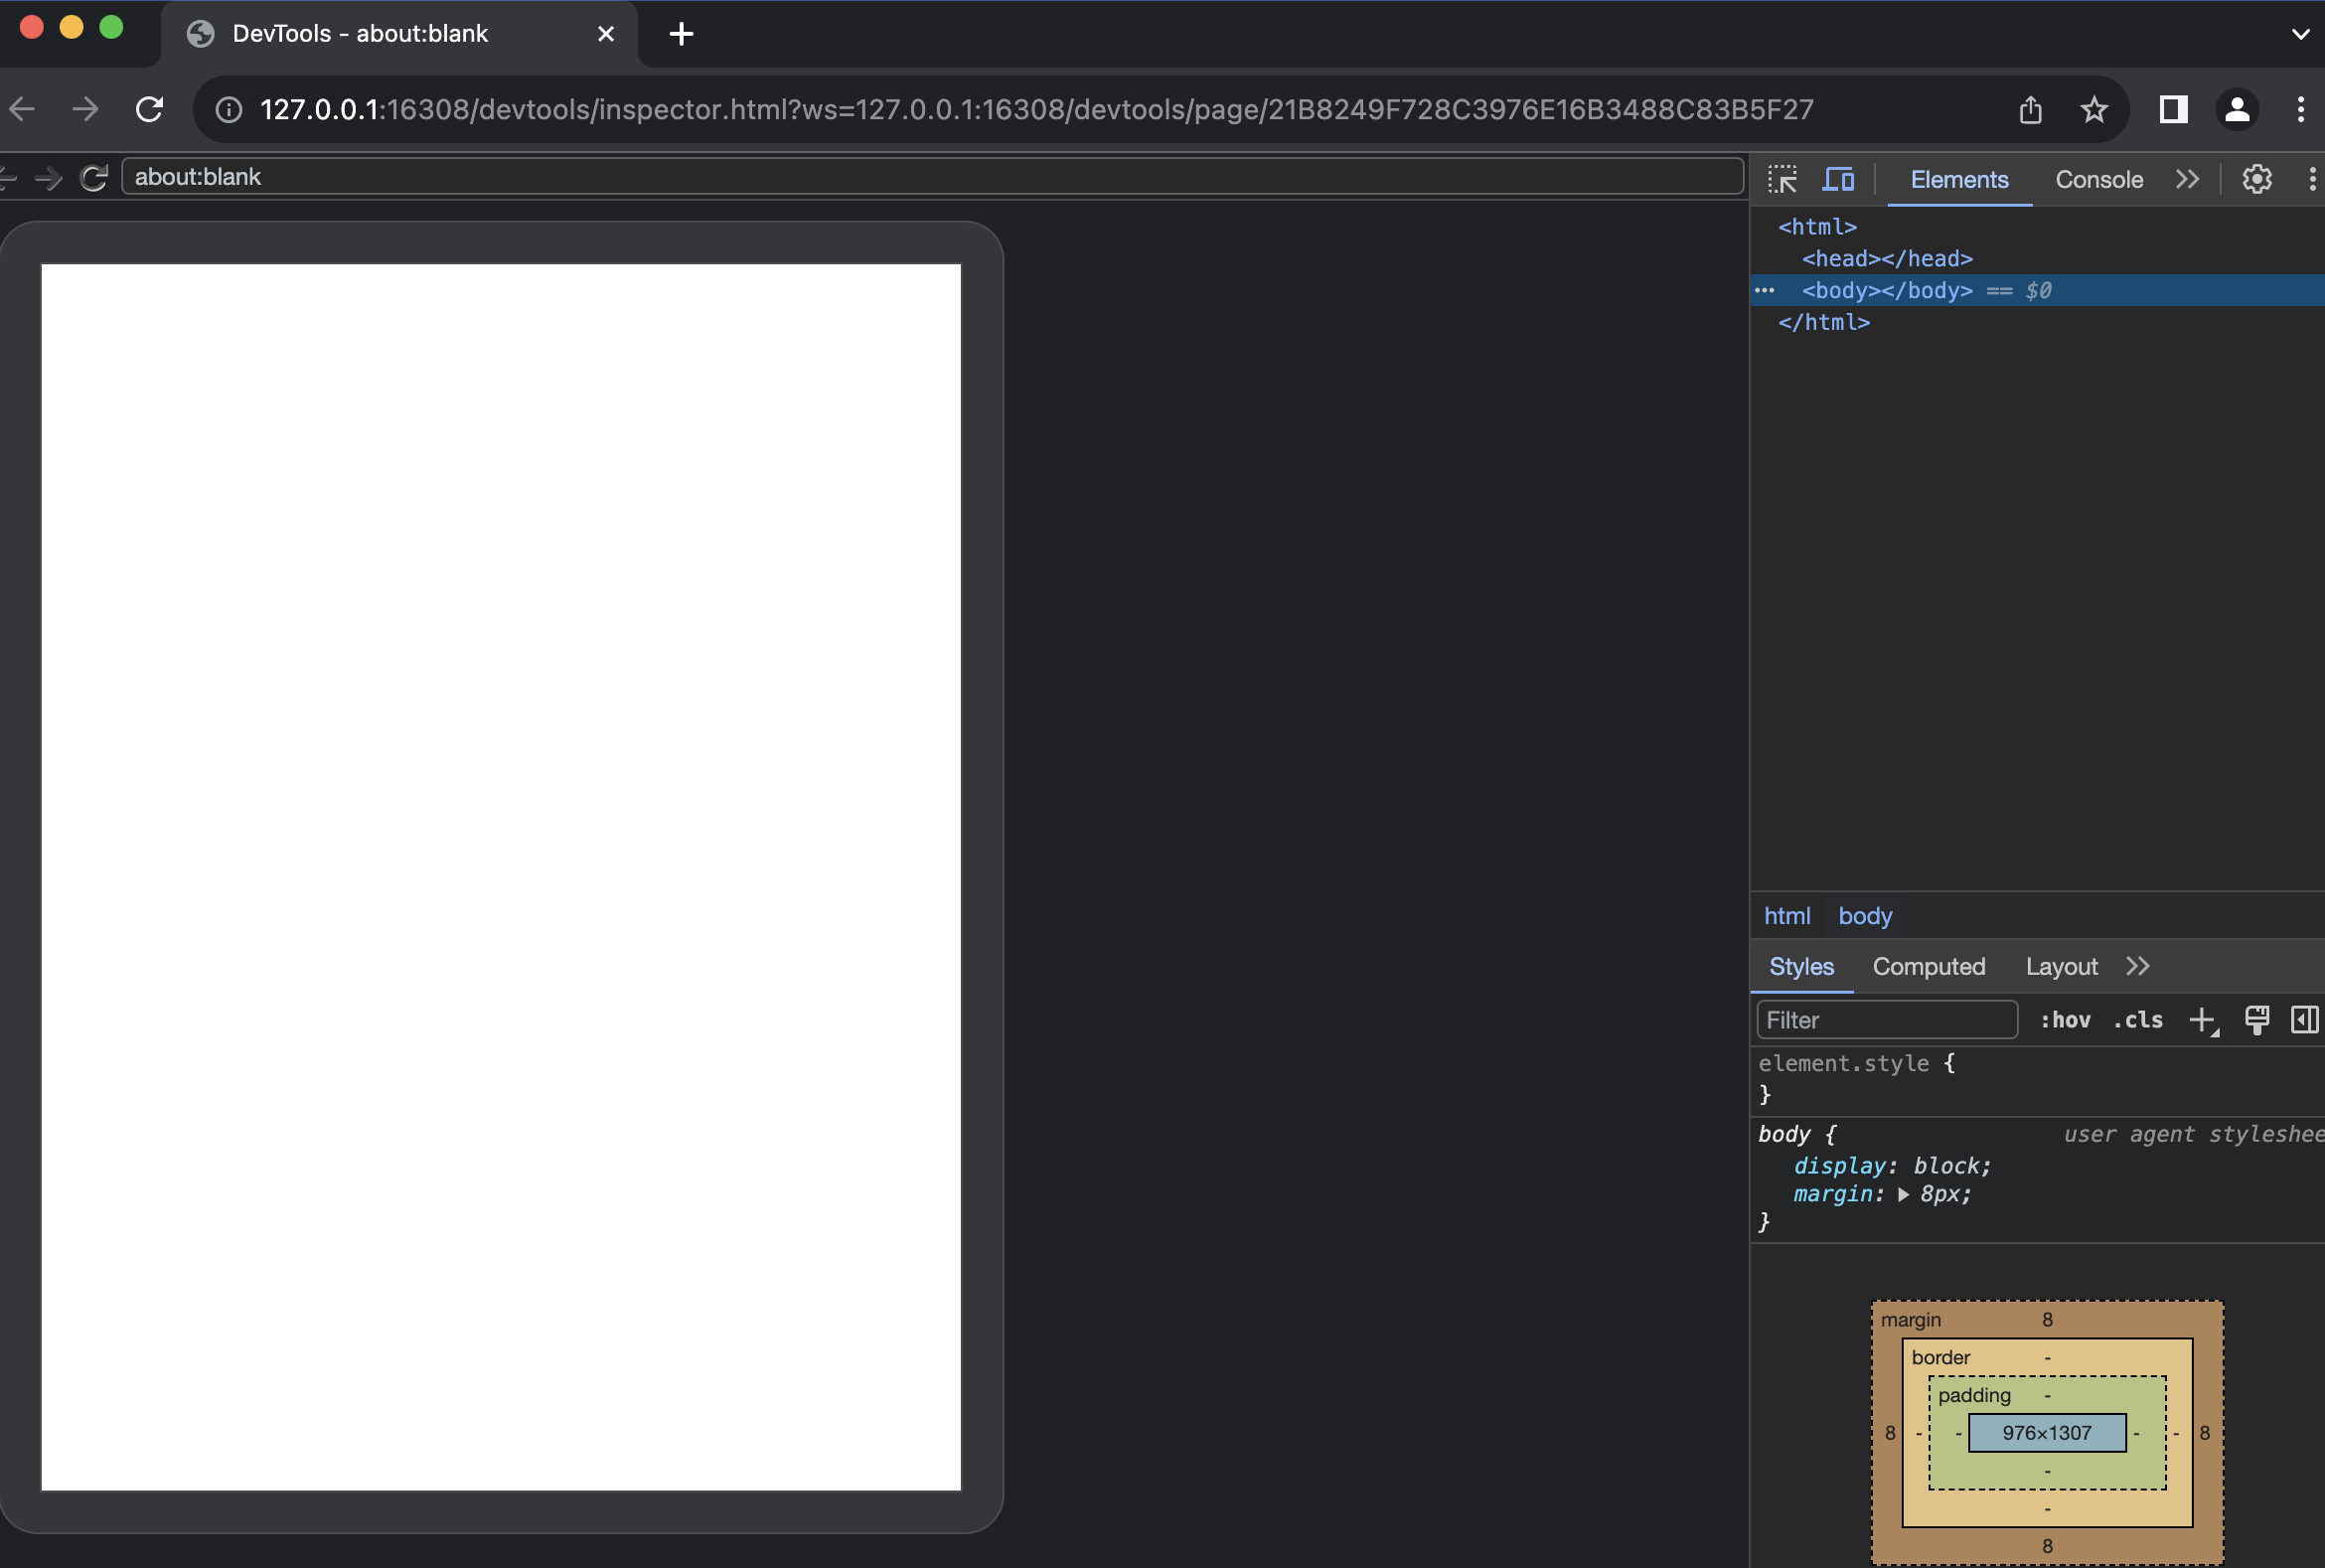 DevTools - about:blank
127.0.0.1:16308/devtools/inspector.html?ws=127.0.0.1:16308/devtools/page/21B8249F728C3976E16B3488C83B5F27
about:blank
Elements Console
<html>
<head></head>
<body></body> == $0
</html>
html body
Styles Computed Layout
Filter :hov .cls
element.style {
}
body { user agent styleshee
display: block;
margin: 8px;
}
margin 8
border -
padding -
8 - - 976×1307 - - 8
-
-
8